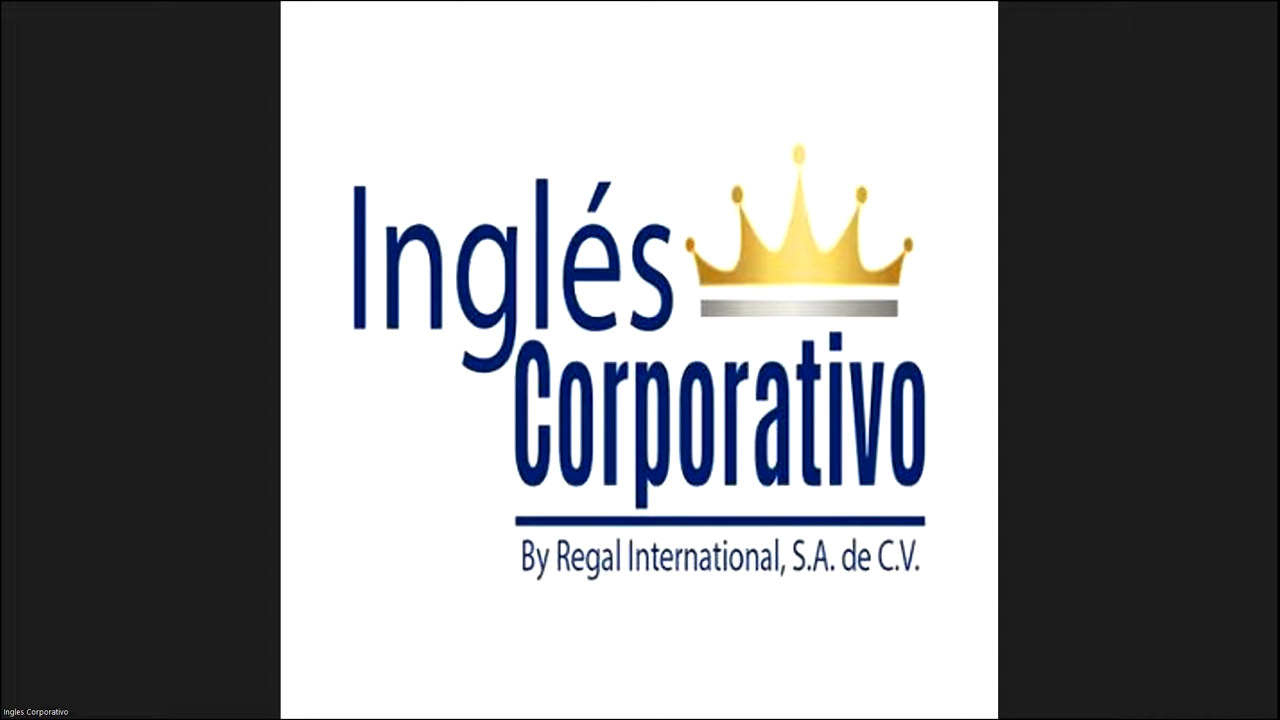 Inglés
Corporativo
By Regal International, S.A. de C.V.
Ingles Corporativo